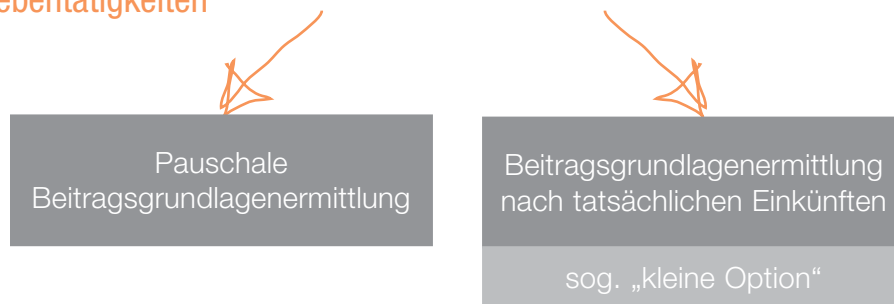 Pauschale
Beitragsgrundlagenermittlung
Beitragsgrundlagenermittlung
nach tatsächlichen Einkünften
sog. „kleine Option“